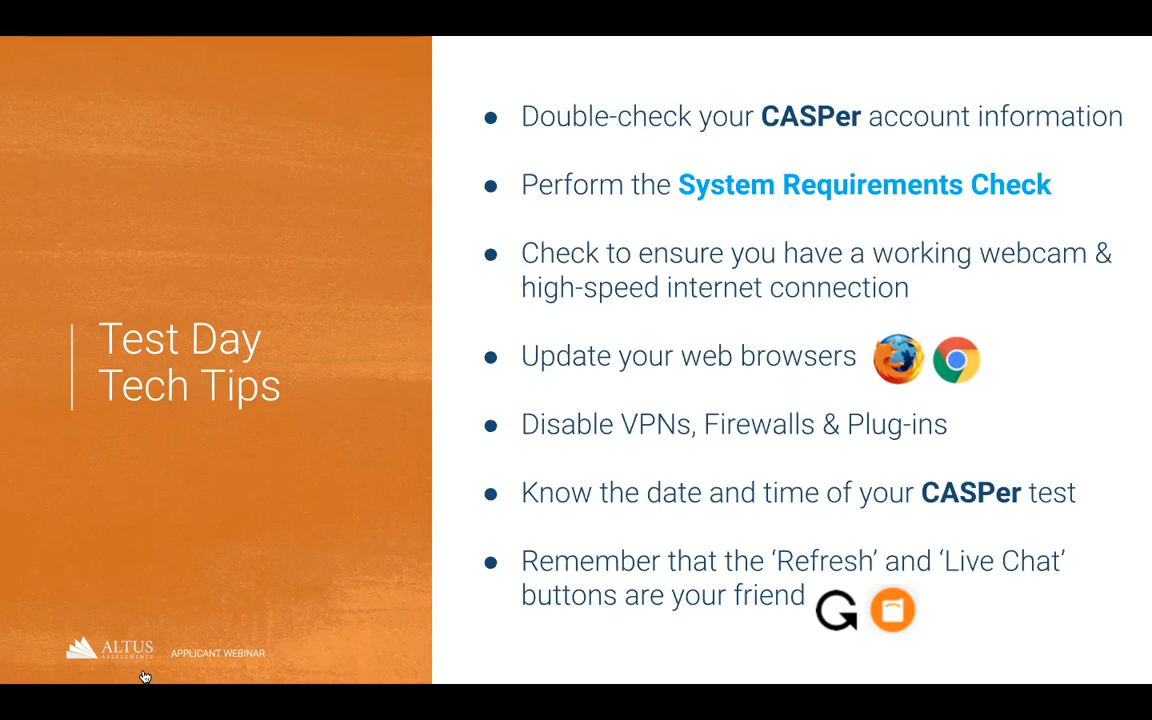 Test Day
Tech Tips
ALTUS
ASSESSMENTS
APPLICANT WEBINAR
● Double-check your CASPer account information
● Perform the System Requirements Check
● Check to ensure you have a working webcam &
high-speed internet connection
● Update your web browsers
● Disable VPNs, Firewalls & Plug-ins
● Know the date and time of your CASPer test
● Remember that the ‘Refresh’ and ‘Live Chat’
buttons are your friend